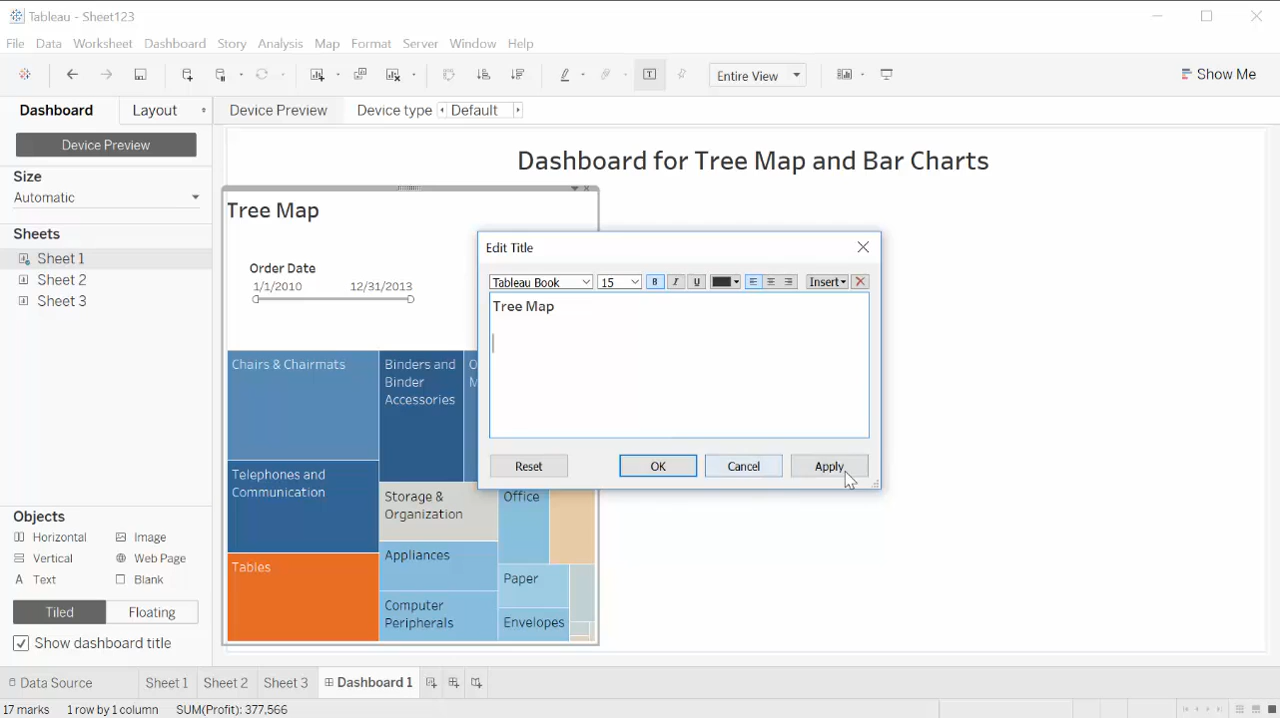 Tableau - Sheet123
File Data Worksheet Dashboard Story Analysis Map Format Server Window Help
Entire View
Show Me
Dashboard Layout
Device Preview Device type Default
Device Preview
Size
Automatic
Sheets
Sheet 1
Sheet 2
Sheet 3
Objects
Horizontal Image
Vertical Web Page
A Text Blank
Tiled Floating
Show dashboard title
Dashboard for Tree Map and Bar Charts
Tree Map
Order Date
1/1/2010 12/31/2013
Chairs & Chairmats
Telephones and
Communication
Tables
Binders and
Binder
Accessories
O
M
Storage &
Organization
Appliances
Computer
Peripherals
Office
Paper
Envelopes
Edit Title
Tableau Book 15 B I U Insert
Tree Map
Reset OK Cancel Apply
Data Source Sheet 1 Sheet 2 Sheet 3 Dashboard 1
17 marks 1 row by 1 column SUM(Profit): 377,566